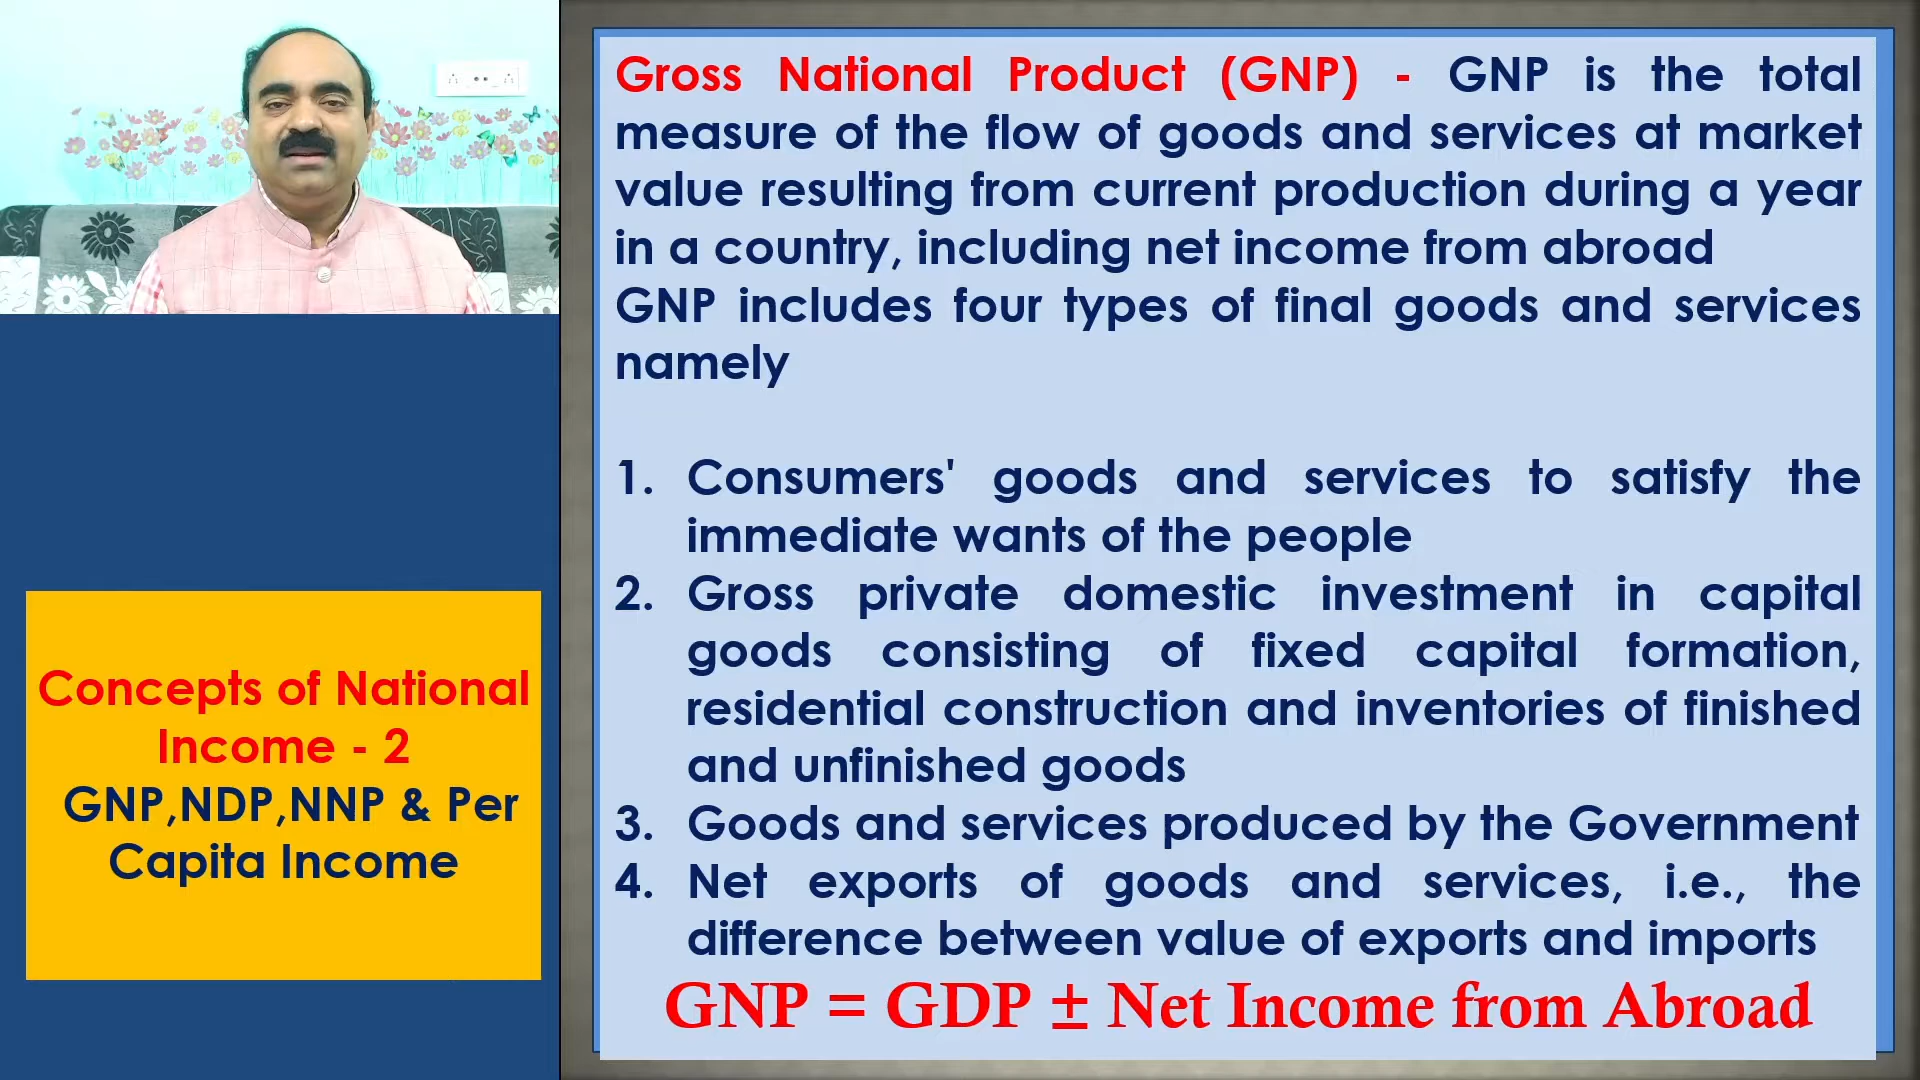 Gross National Product (GNP) - GNP is the total
measure of the flow of goods and services at market
value resulting from current production during a year
in a country, including net income from abroad
GNP includes four types of final goods and services
namely
1. Consumers' goods and services to satisfy the
immediate wants of the people
2. Gross private domestic investment in capital
goods consisting of fixed capital formation,
residential construction and inventories of finished
and unfinished goods
3. Goods and services produced by the Government
4. Net exports of goods and services, i.e., the
difference between value of exports and imports
GNP = GDP ± Net Income from Abroad
Concepts of National
Income - 2
GNP,NDP,NNP & Per
Capita Income